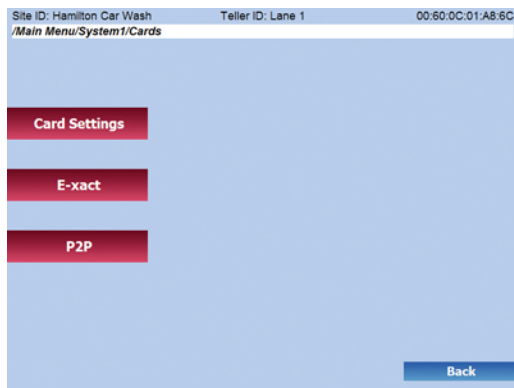 Site ID: Hamilton Car Wash Teller ID: Lane 1 00:60:0C:01:A8:6C
/Main Menu/System1/Cards
Card Settings
E-xact
P2P
Back